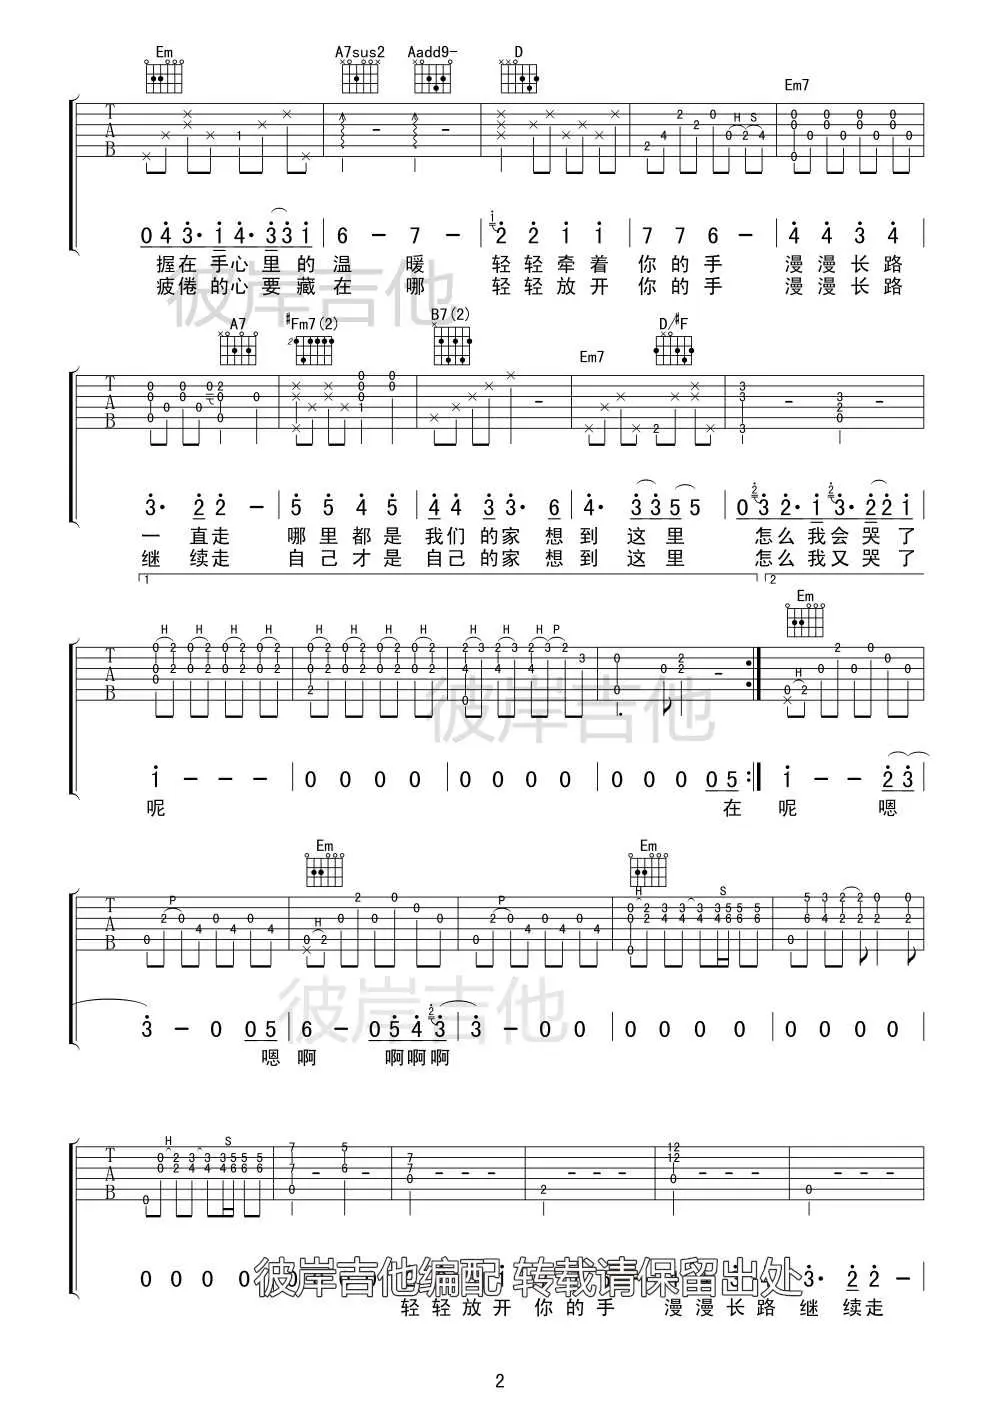 Em A7sus2 Aadd9- D
Em7
0 4 3· 1 4· 3 3 1 6 - 7 - 2 2 1 1 7 7 6 - 4 4 3 4
握在手心里的温 暖 轻轻牵着 你的手 漫漫长路
疲倦的心要藏在 哪 轻轻放开 你的手 漫漫长路
A7 #Fm7(2) B7(2) Em7 D/#F
3· 2 2 - 5 5 4 5 4 4 3 3· 6 4· 3 3 5 5 0 3 2· 1 3· 2 2 1
一 直走 哪里都是 我们的家 想到 这里 怎么我会哭了
继 续走 自己才是 自己的家 想到 这里 怎么我又哭了
1 2
Em
H H H H H H H H H H H P H
1 - - - 0 0 0 0 0 0 0 0 0 0 0 0 5 1 - - 2 3
呢 在 呢 嗯
Em Em
P H P H S
3 - 0 0 5 6 - 0 5 4 3 3 - 0 0 0 0 0 0 0 0 0 0
嗯 啊 啊啊啊
H S
0 0 0 0
彼岸吉他编配 转载请保留出处
3· 2 2 -
轻轻放开 你的手 漫漫长路 继 续走
彼岸吉他
彼岸吉他
彼岸吉他
2